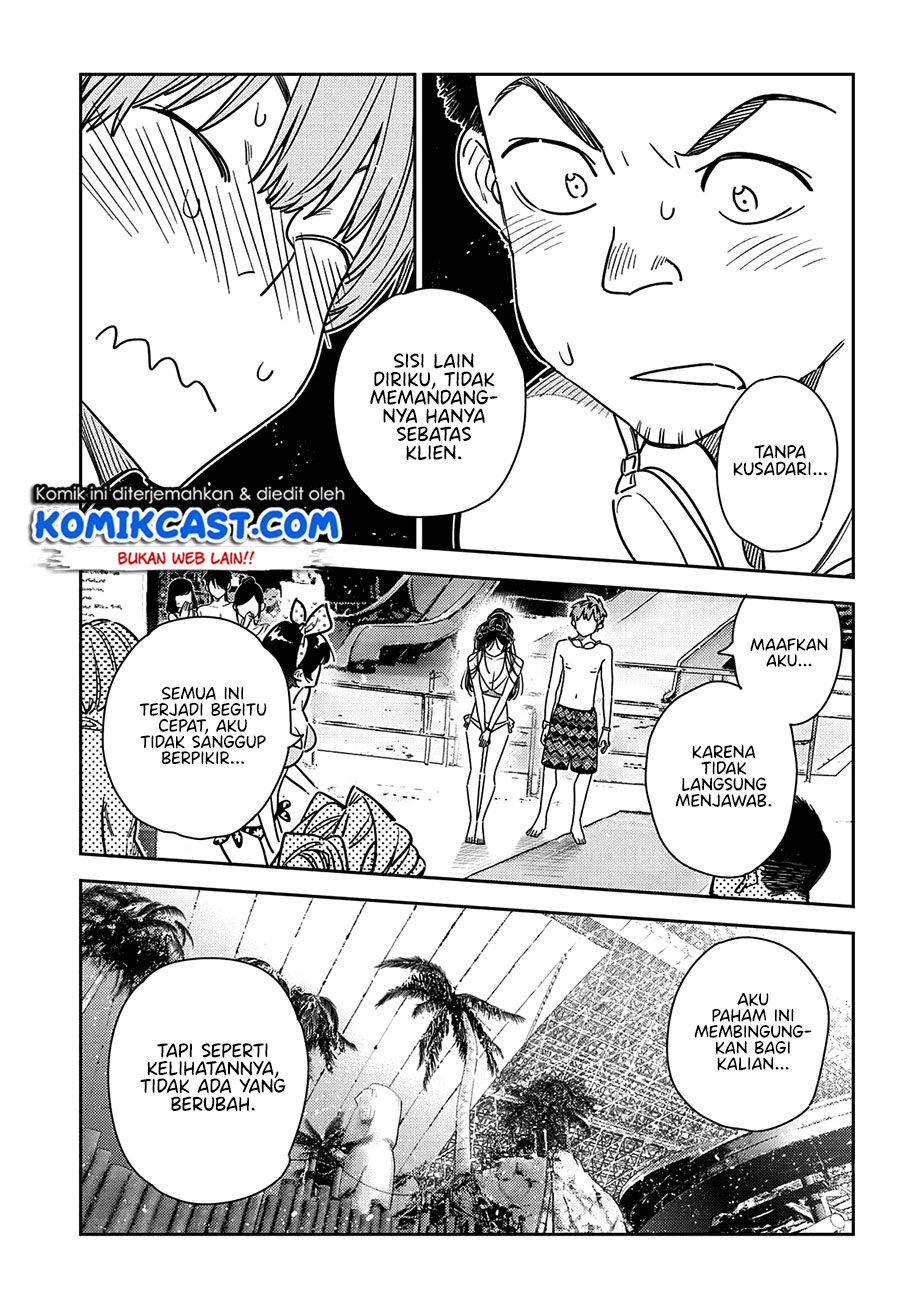 TANPA
KUSADARI...
SISI LAIN
DIRIKU, TIDAK
MEMANDANG-
NYA HANYA
SEBATAS
KLIEN.
Komik ini diterjemahkan & diedit oleh
KOMIKCAST.COM
BUKAN WEB LAIN!!
MAAFKAN
AKU...
KARENA
TIDAK
LANGSUNG
MENJAWAB.
SEMUA INI
TERJADI BEGITU
CEPAT, AKU
TIDAK SANGGUP
BERPIKIR...
AKU
PAHAM INI
MEMBINGUNG-
KAN BAGI
KALIAN...
TAPI SEPERTI
KELIHATANNYA,
TIDAK ADA YANG
BERUBAH.